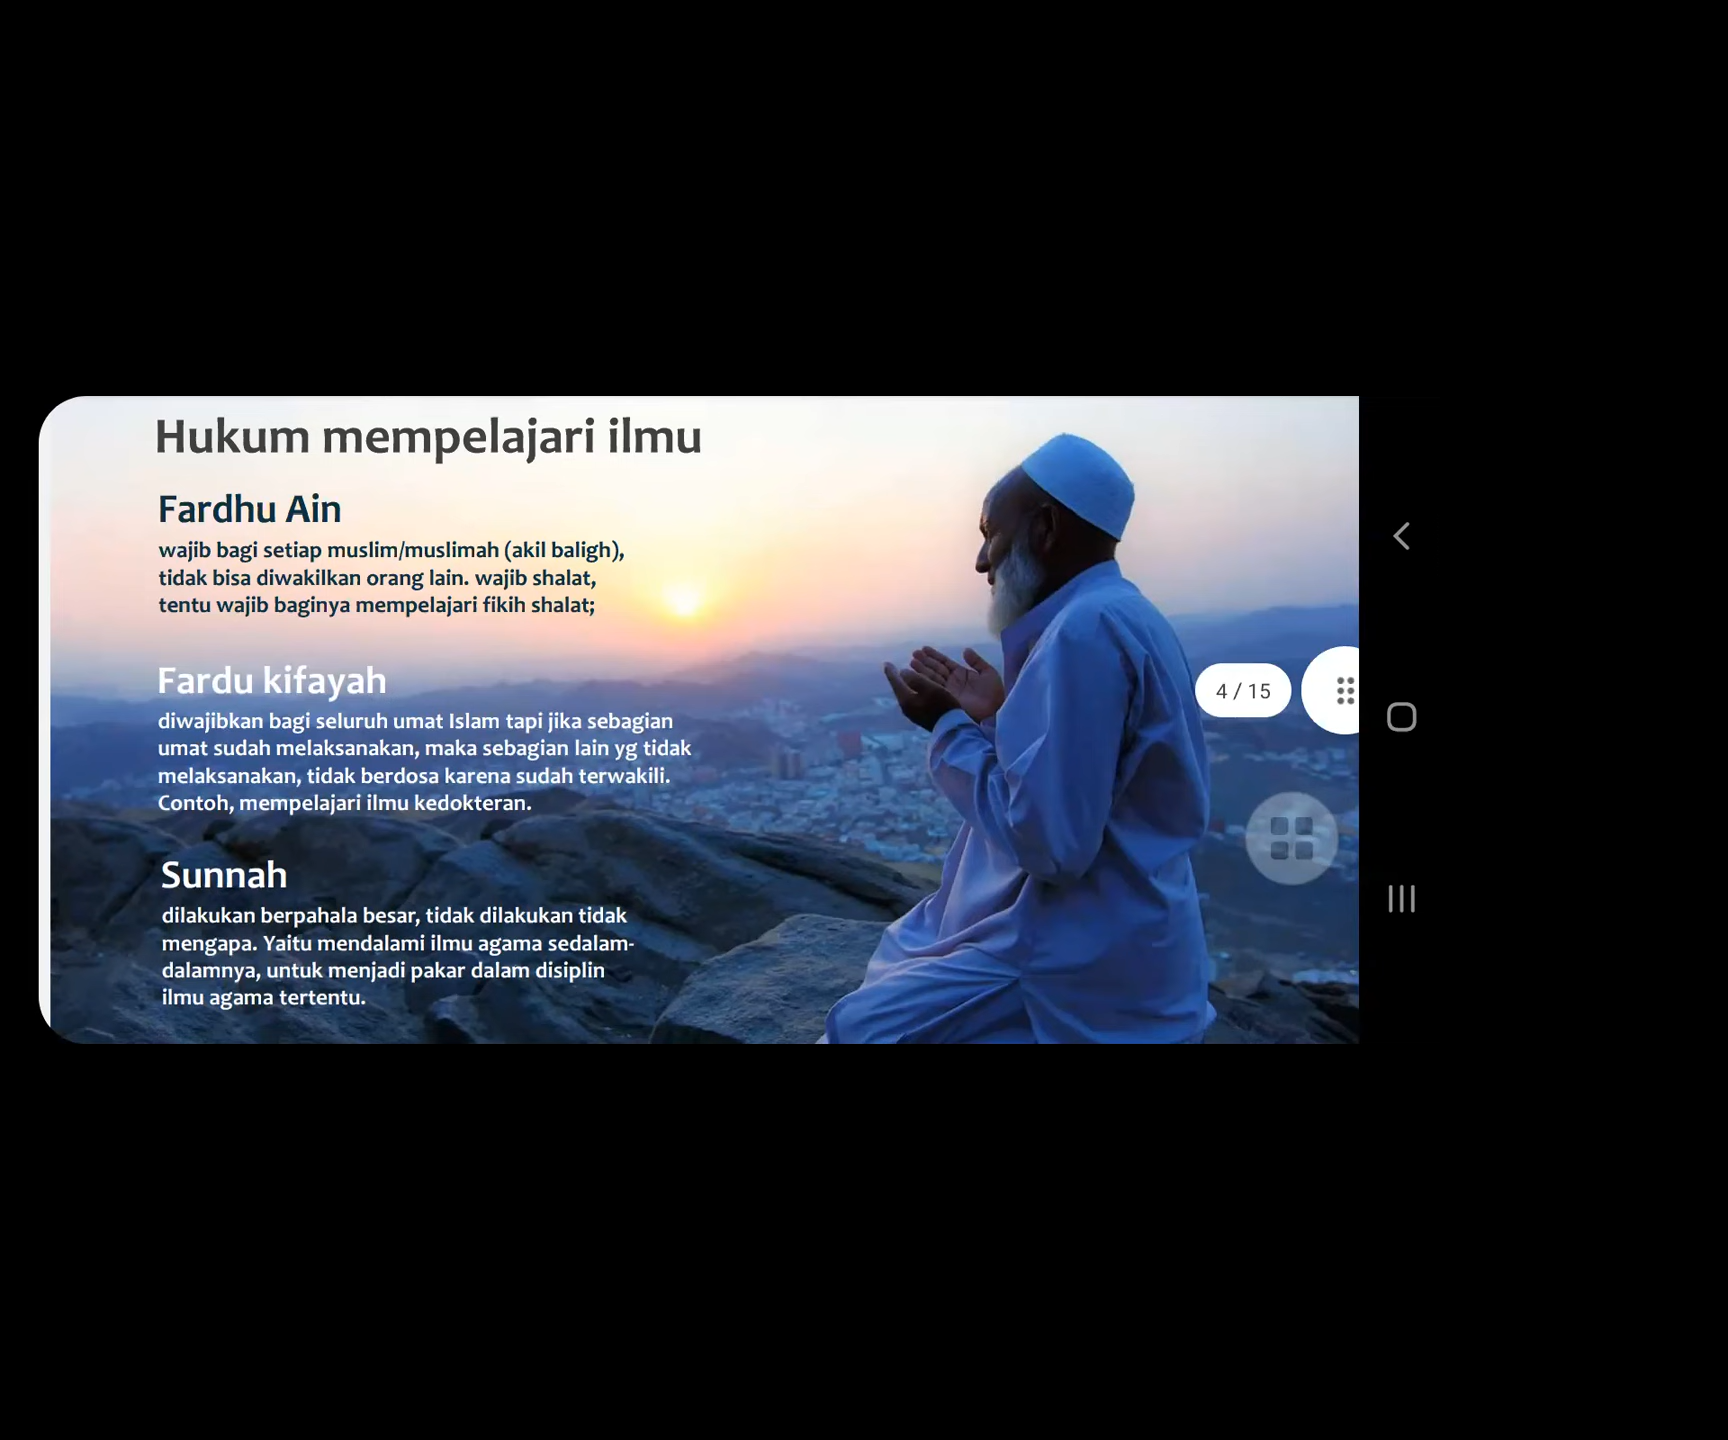 Hukum mempelajari ilmu
Fardhu Ain
wajib bagi setiap muslim/muslimah (akil baligh),
tidak bisa diwakilkan orang lain. wajib shalat,
tentu wajib baginya mempelajari fikih shalat;
Fardu kifayah
diwajibkan bagi seluruh umat Islam tapi jika sebagian
umat sudah melaksanakan, maka sebagian lain yg tidak
melaksanakan, tidak berdosa karena sudah terwakili.
Contoh, mempelajari ilmu kedokteran.
4 / 15
Sunnah
dilakukan berpahala besar, tidak dilakukan tidak
mengapa. Yaitu mendalami ilmu agama sedalam-
dalamnya, untuk menjadi pakar dalam disiplin
ilmu agama tertentu.